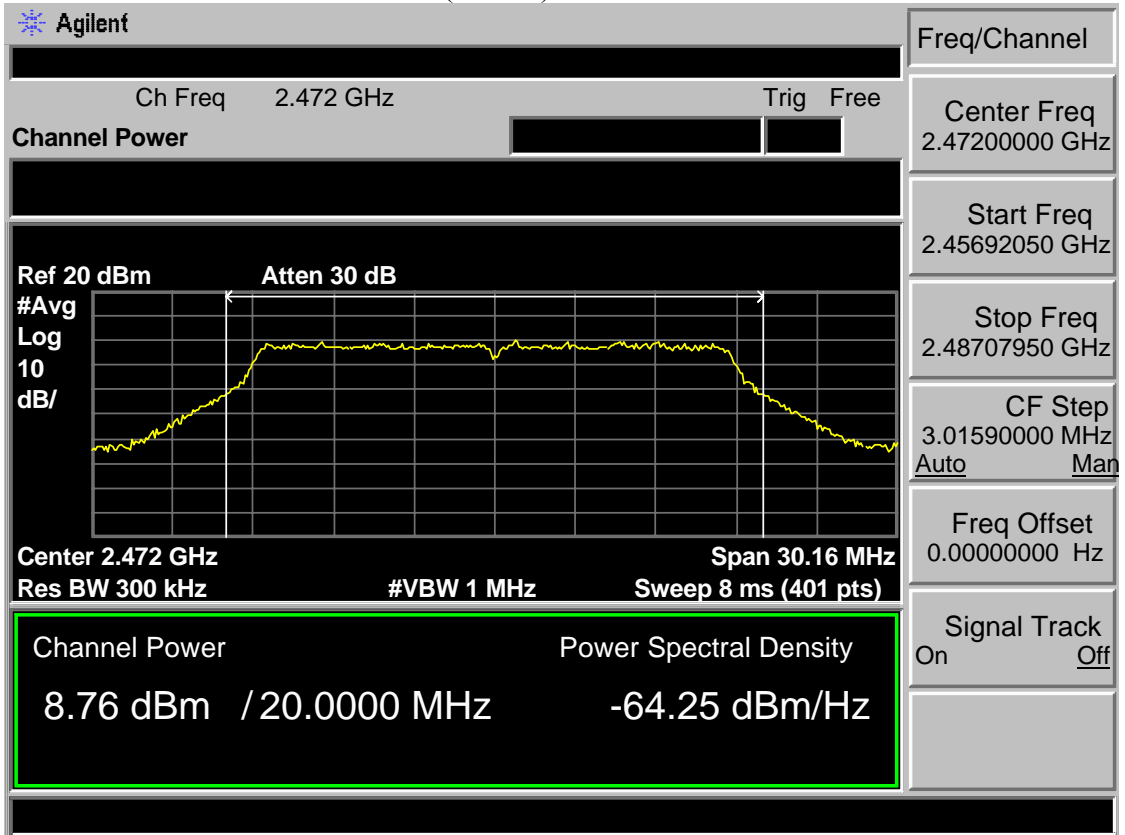 Agilent
Freq/Channel
Ch Freq 2.472 GHz Trig Free
Channel Power
Center Freq
2.47200000 GHz
Start Freq
2.45692050 GHz
Stop Freq
2.48707950 GHz
CF Step
3.01590000 MHz
Auto Man
Freq Offset
0.00000000 Hz
Signal Track
On Off
Ref 20 dBm Atten 30 dB
#Avg
Log
10
dB/
Center 2.472 GHz Span 30.16 MHz
Res BW 300 kHz #VBW 1 MHz Sweep 8 ms (401 pts)
Channel Power Power Spectral Density
8.76 dBm / 20.0000 MHz -64.25 dBm/Hz